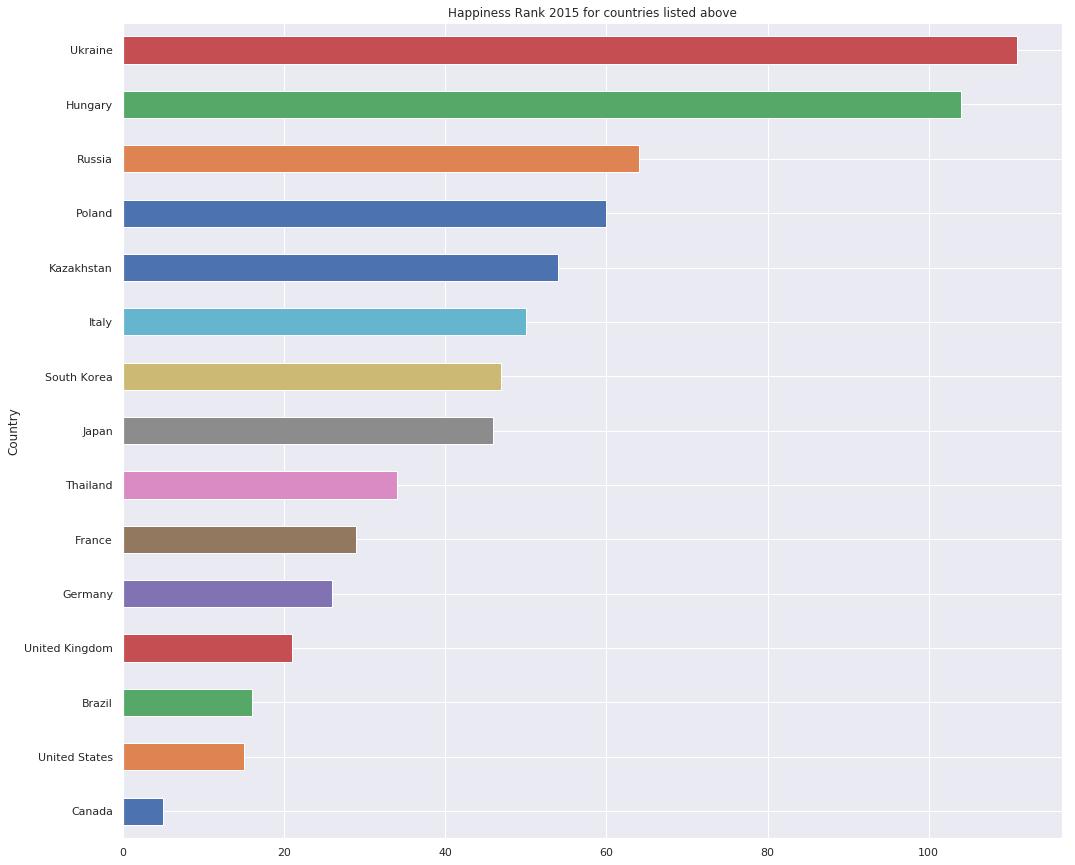 Happiness Rank 2015 for countries listed above
Ukraine
Hungary
Russia
Poland
Kazakhstan
Italy
South Korea
Japan
Thailand
France
Germany
United Kingdom
Brazil
United States
Canada
Country
0 20 40 60 80 100